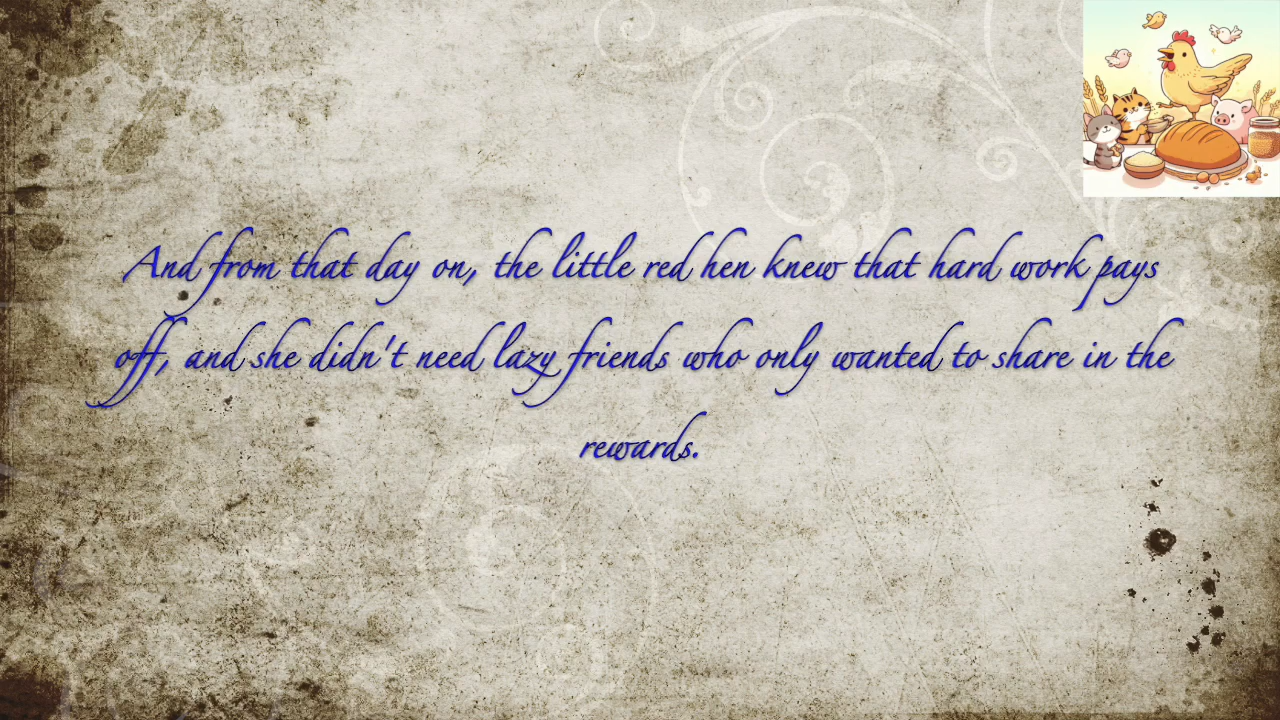 And from that day on, the little red hen knew that hard work pays
off, and she didn't need lazy friends who only wanted to share in the
rewards.